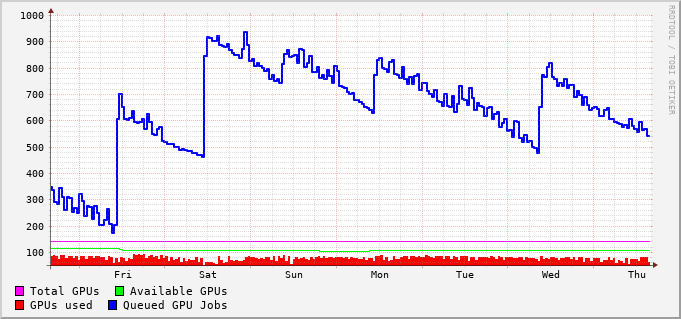 1000
900
800
700
600
500
400
300
200
100
Fri Sat Sun Mon Tue Wed Thu
Total GPUs Available GPUs
GPUs used Queued GPU Jobs
RRDTOOL / TOBI OETIKER